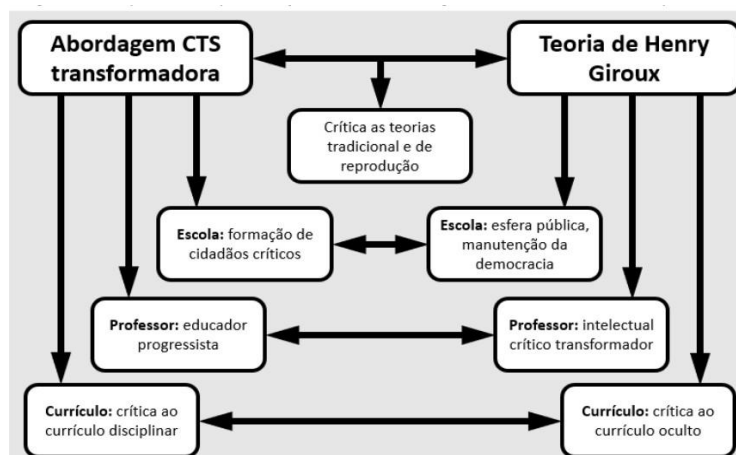 Abordagem CTS
transformadora
Teoria de Henry
Giroux
Crítica as teorias
tradicional e de
reprodução
Escola: formação de
cidadãos críticos
Escola: esfera pública,
manutenção da
democracia
Professor: educador
progressista
Professor: intelectual
crítico transformador
Currículo: crítica ao
currículo disciplinar
Currículo: crítica ao
currículo oculto